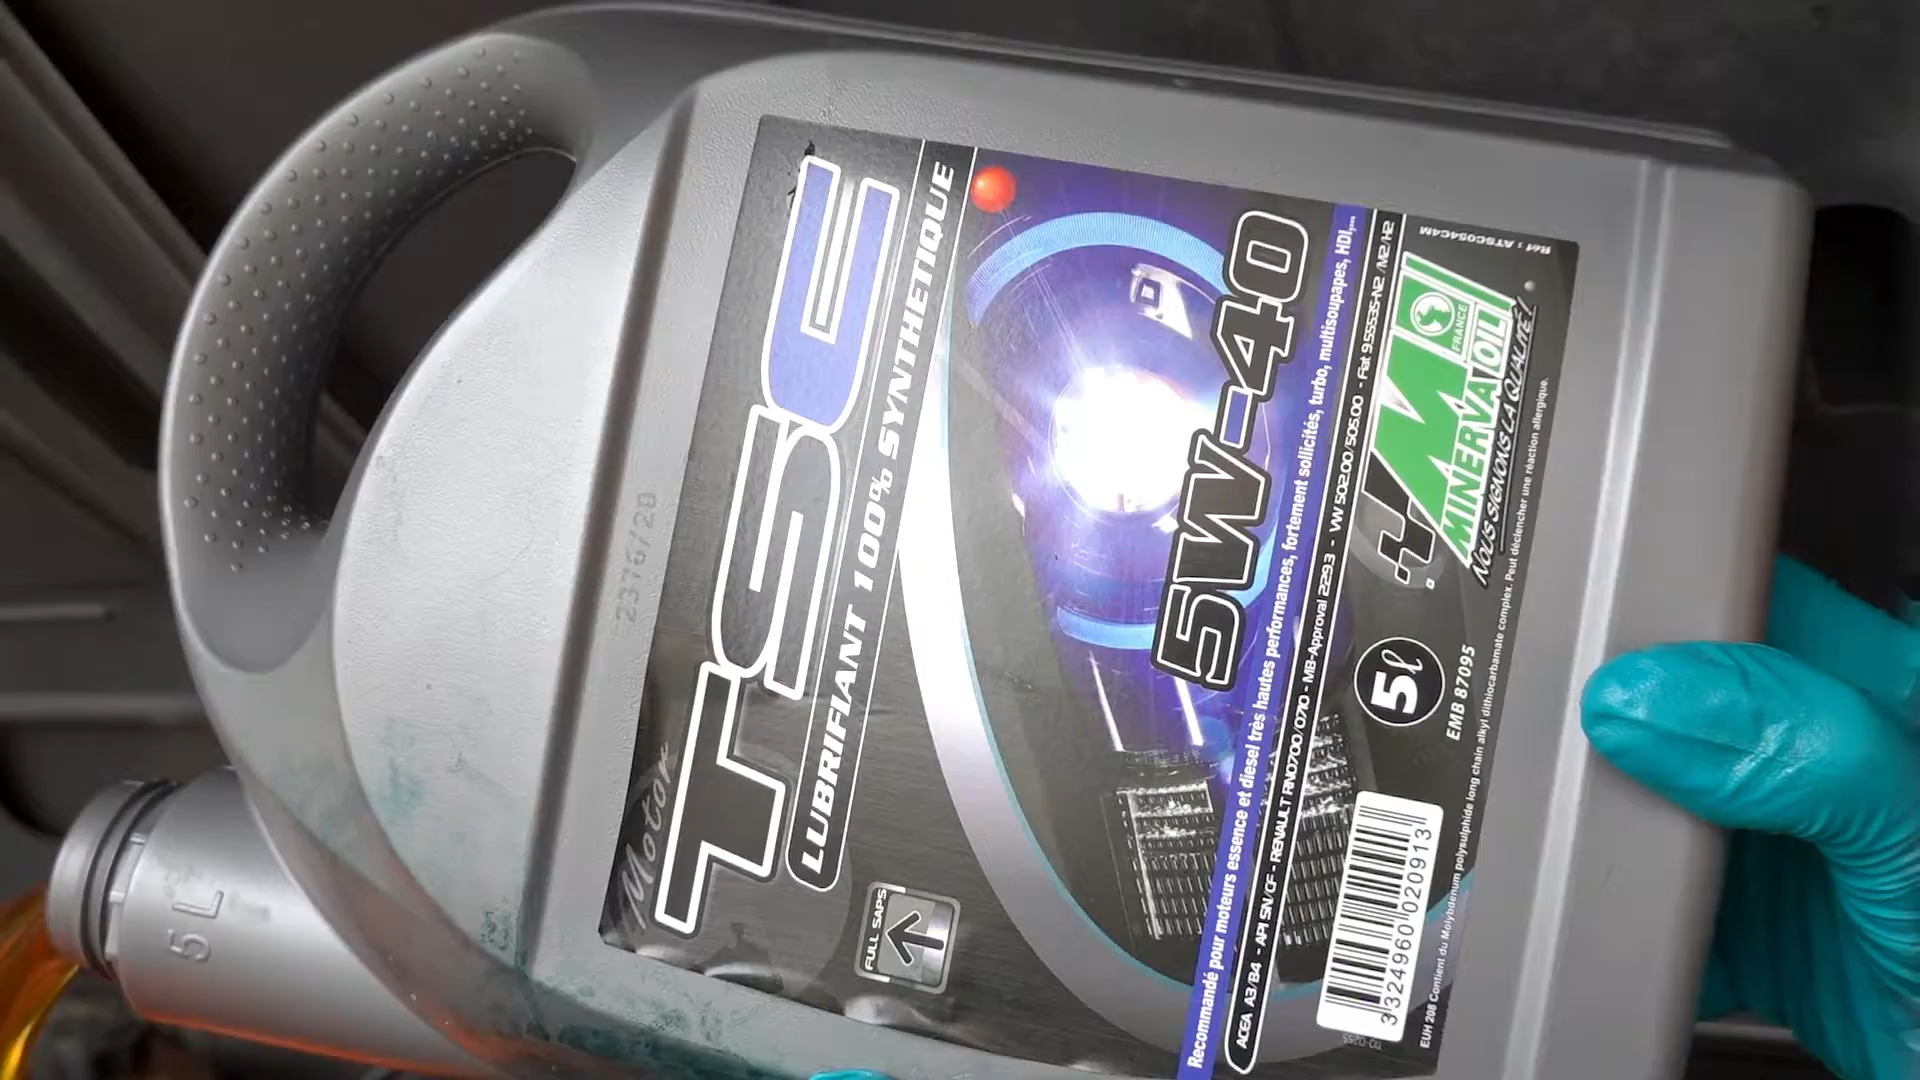 Motor
TSC
LUBRIFIANT 100% SYNTHETIQUE
FULL SAPS
5W-40
Recommandé pour moteurs essence et diesel très hautes performances, fortement sollicités, turbo, multisoupapes, HDI,...
ACEA A3/B4 - API SN/CF - RENAULT RN0700/0710 - MB-Approval 229.3 - VW 502.00/505.00 - Fiat 9.55535-N2 /M2/H2
Réf : ATSC054C4M
FRANCE
MINERVA OIL
NOUS SIGNONS LA QUALITÉ !
5ℓ
EMB 87095
3 324960 020913
EUH 208 Contient du Molybdenum polysulphide long chain alkyl dithiocarbamate complex. Peut déclencher une réaction allergique.
2376/20
5L